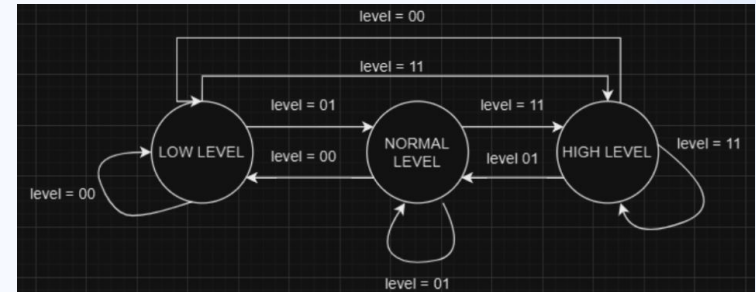 level = 00
level = 11
level = 01
level = 11
LOW LEVEL
NORMAL
LEVEL
HIGH LEVEL
level = 11
level = 00
level 01
level = 00
level = 01